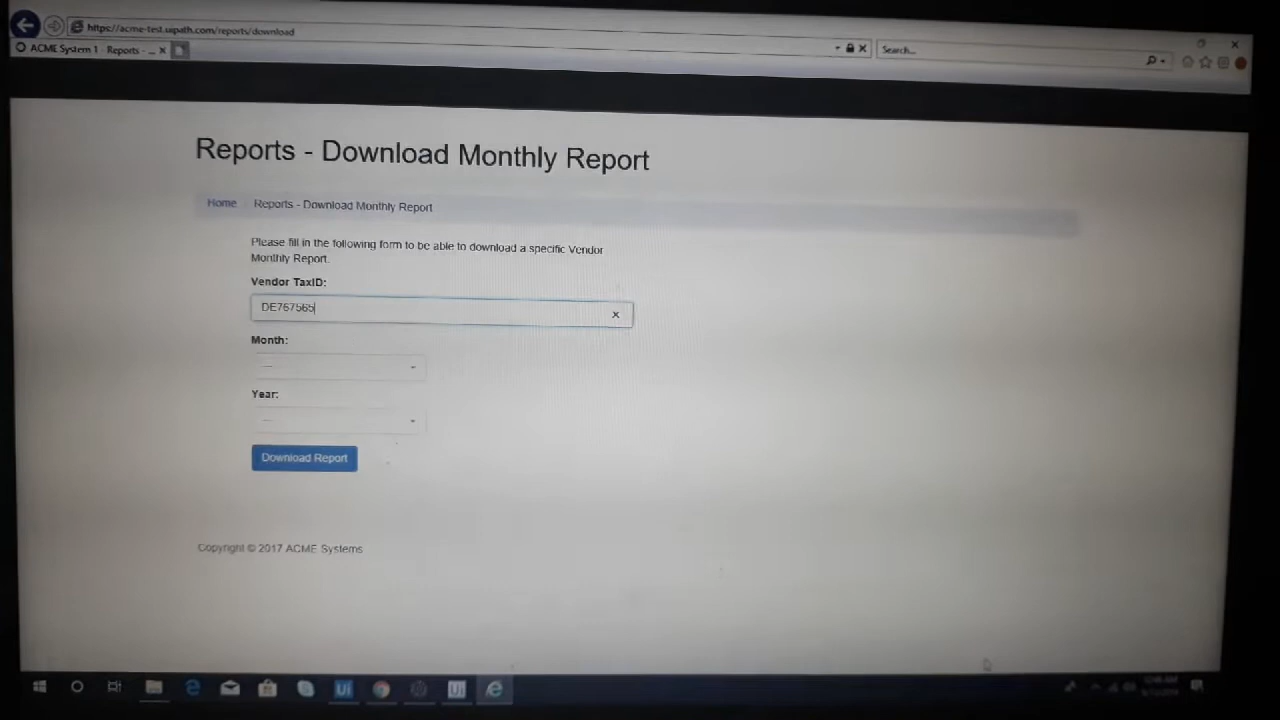 https://acme-test.uipath.com/reports/download
Search...
ACME System 1 - Reports - ...
Reports - Download Monthly Report
Home
Reports - Download Monthly Report
Please fill in the following form to be able to download a specific Vendor
Monthly Report.
Vendor TaxID:
DE767565
Month:
---
Year:
---
Download Report
Copyright © 2017 ACME Systems
Ui